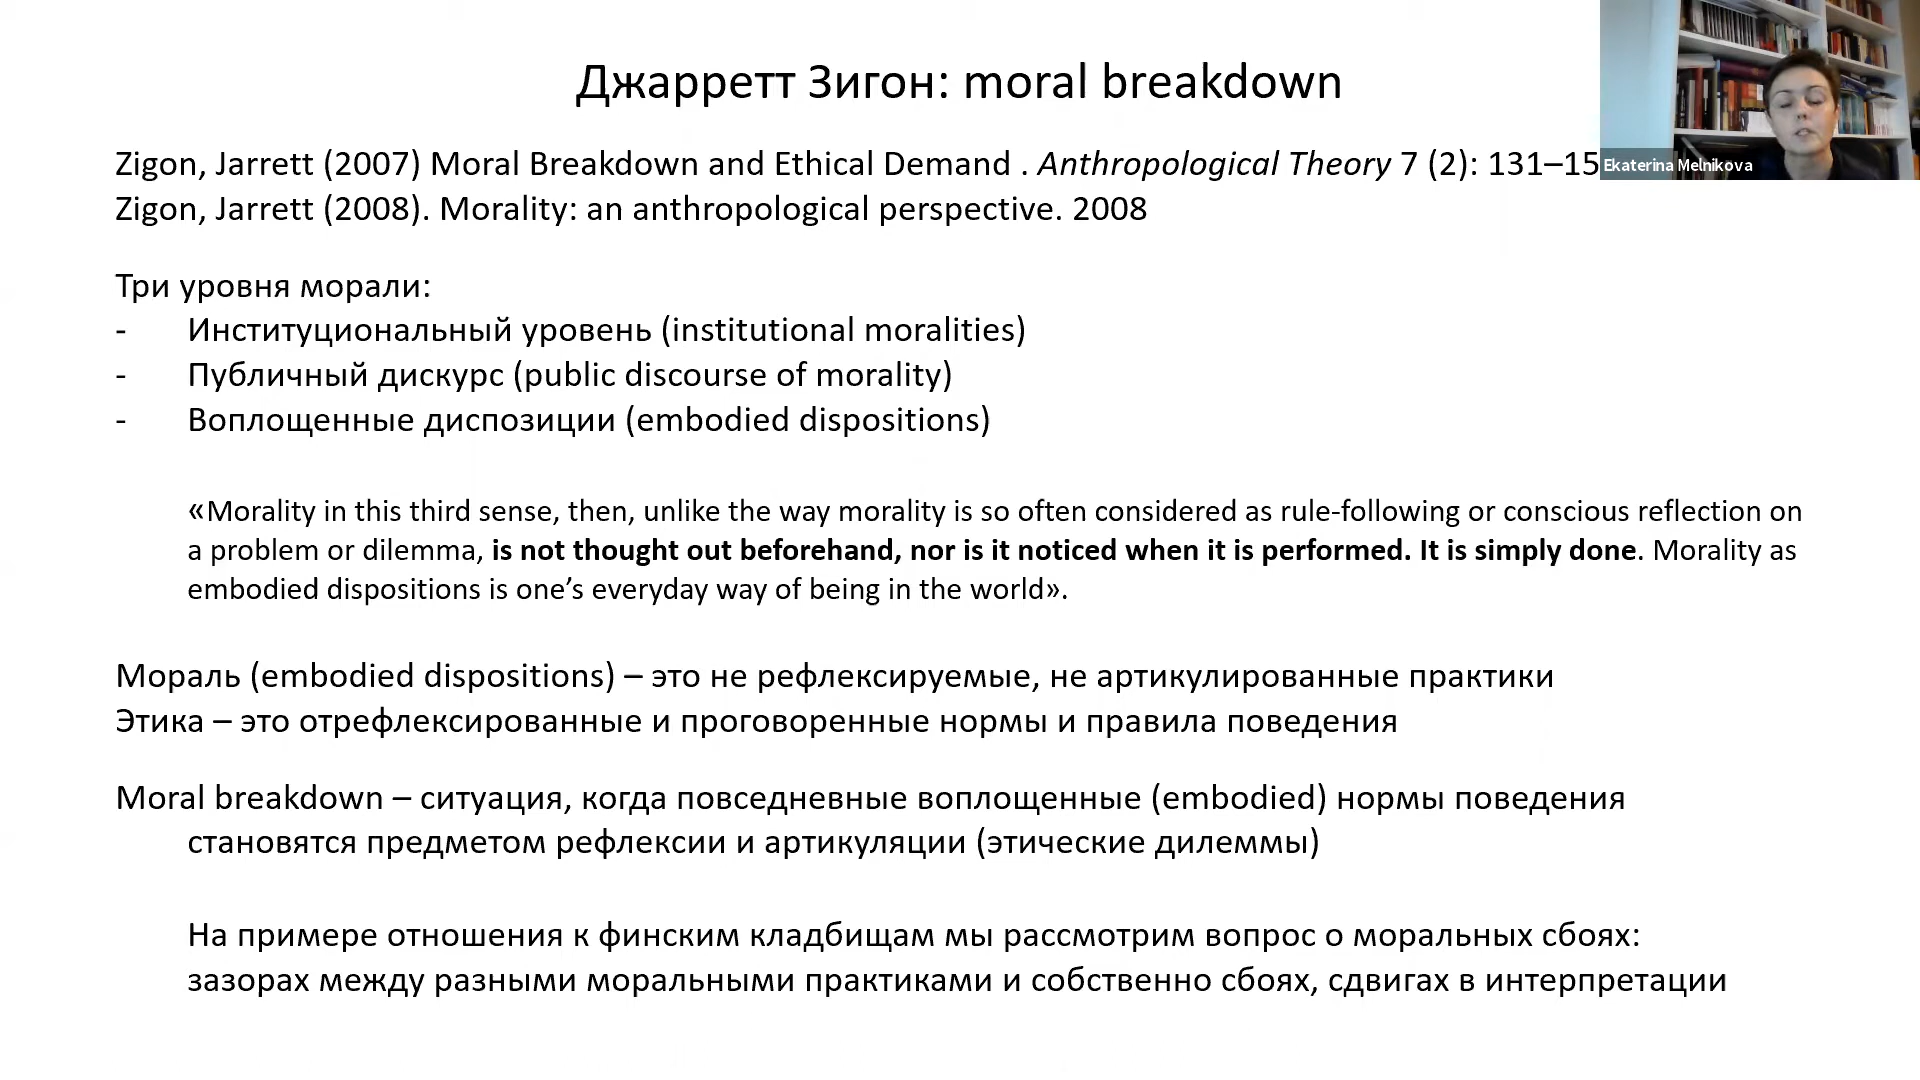 Джарретт Зигон: moral breakdown
Zigon, Jarrett (2007) Moral Breakdown and Ethical Demand . Anthropological Theory 7 (2): 131–15
Ekaterina Melnikova
Zigon, Jarrett (2008). Morality: an anthropological perspective. 2008
Три уровня морали:
- Институциональный уровень (institutional moralities)
- Публичный дискурс (public discourse of morality)
- Воплощенные диспозиции (embodied dispositions)
«Morality in this third sense, then, unlike the way morality is so often considered as rule-following or conscious reflection on
a problem or dilemma, is not thought out beforehand, nor is it noticed when it is performed. It is simply done. Morality as
embodied dispositions is one’s everyday way of being in the world».
Мораль (embodied dispositions) – это не рефлексируемые, не артикулированные практики
Этика – это отрефлексированные и проговоренные нормы и правила поведения
Moral breakdown – ситуация, когда повседневные воплощенные (embodied) нормы поведения
становятся предметом рефлексии и артикуляции (этические дилеммы)
На примере отношения к финским кладбищам мы рассмотрим вопрос о моральных сбоях:
зазорах между разными моральными практиками и собственно сбоях, сдвигах в интерпретации